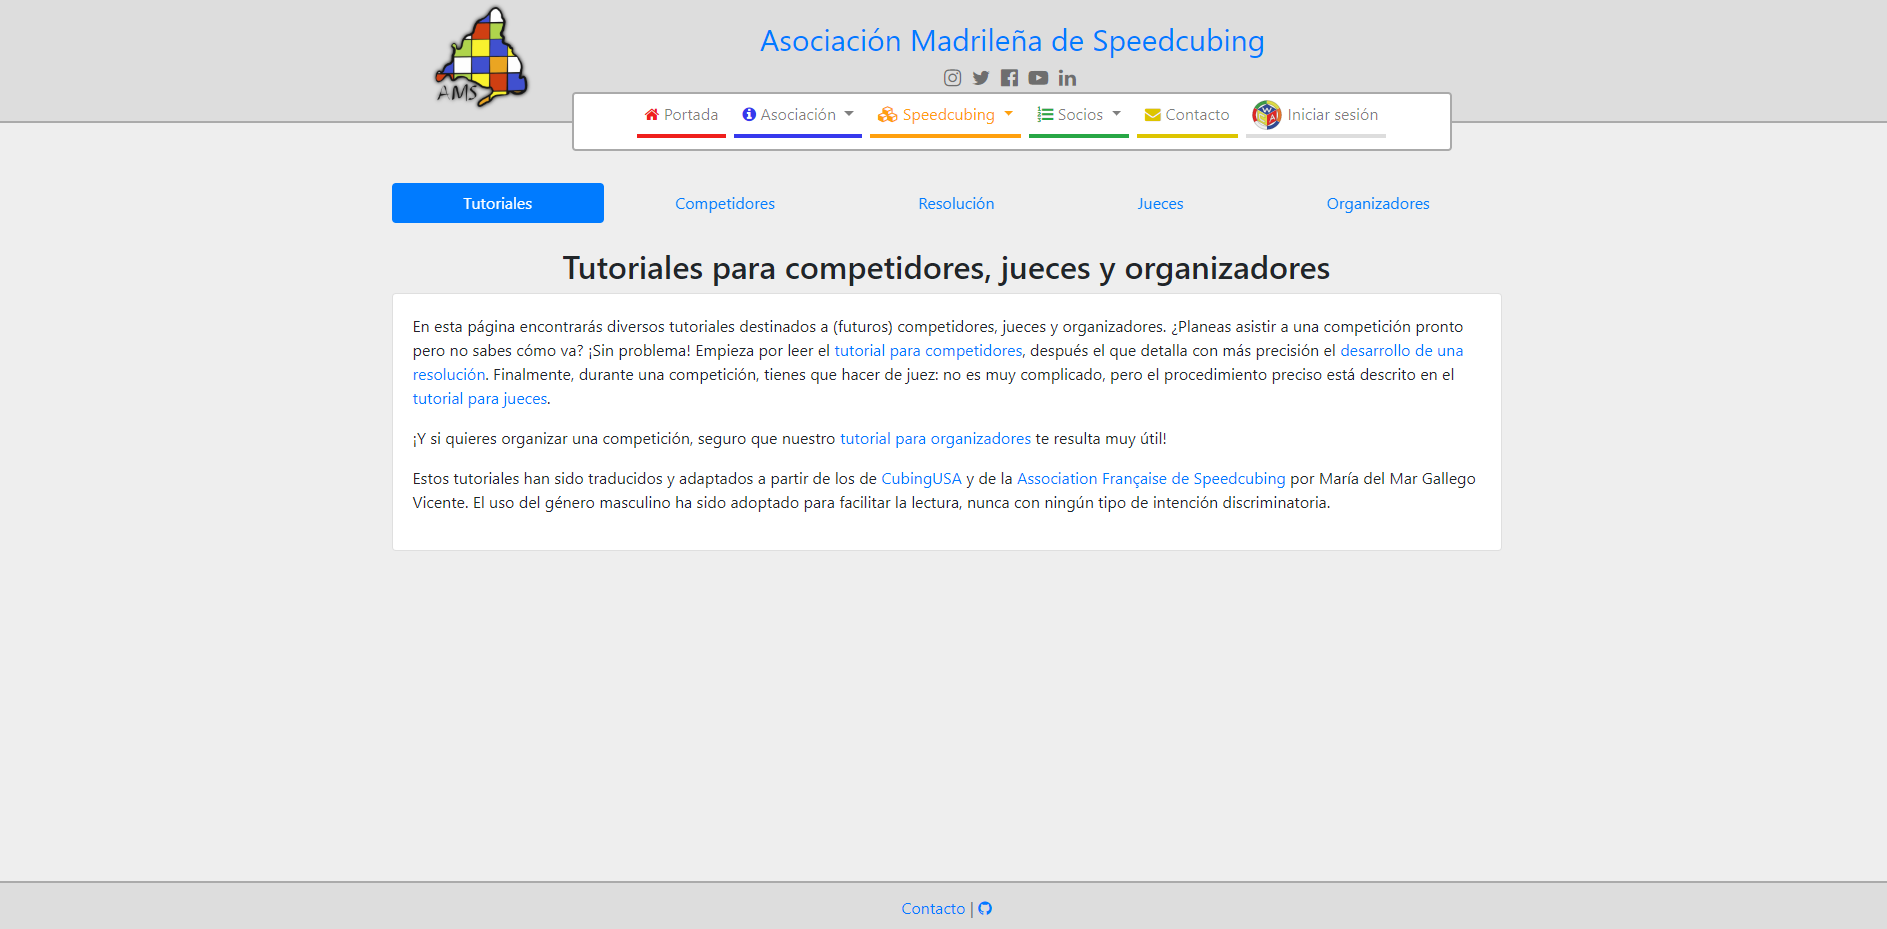 AMS
Asociación Madrileña de Speedcubing
Portada Asociación Speedcubing Socios Contacto Iniciar sesión
Tutoriales Competidores Resolución Jueces Organizadores
Tutoriales para competidores, jueces y organizadores
En esta página encontrarás diversos tutoriales destinados a (futuros) competidores, jueces y organizadores. ¿Planeas asistir a una competición pronto
pero no sabes cómo va? ¡Sin problema! Empieza por leer el tutorial para competidores, después el que detalla con más precisión el desarrollo de una
resolución. Finalmente, durante una competición, tienes que hacer de juez: no es muy complicado, pero el procedimiento preciso está descrito en el
tutorial para jueces.
¡Y si quieres organizar una competición, seguro que nuestro tutorial para organizadores te resulta muy útil!
Estos tutoriales han sido traducidos y adaptados a partir de los de CubingUSA y de la Association Française de Speedcubing por María del Mar Gallego
Vicente. El uso del género masculino ha sido adoptado para facilitar la lectura, nunca con ningún tipo de intención discriminatoria.
Contacto |